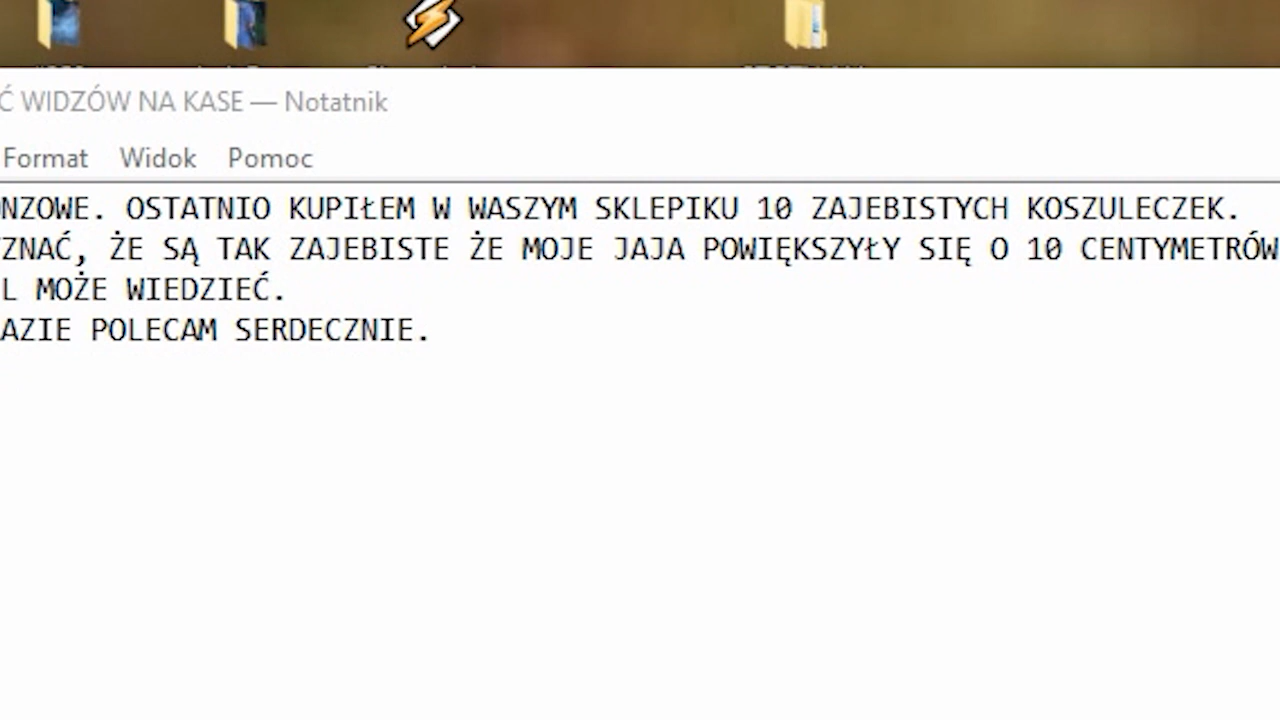 Ć WIDZÓW NA KASE — Notatnik
Format Widok Pomoc
NZOWE. OSTATNIO KUPIŁEM W WASZYM SKLEPIKU 10 ZAJEBISTYCH KOSZULECZEK.
ZNAĆ, ŻE SĄ TAK ZAJEBISTE ŻE MOJE JAJA POWIĘKSZYŁY SIĘ O 10 CENTYMETRÓW
L MOŻE WIEDZIEĆ.
AZIE POLECAM SERDECZNIE.